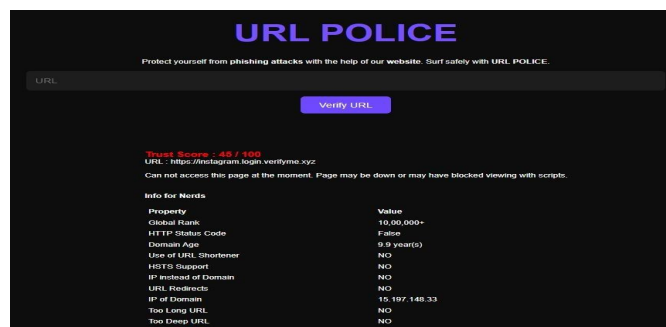 URL POLICE
Protect yourself from phishing attacks with the help of our website. Surf safely with URL POLICE.
URL
Verify URL
Trust Score : 45 / 100
URL : https://instagram.login.verifyme.xyz
Can not access this page at the moment. Page may be down or may have blocked viewing with scripts.
Info for Nerds
Property Value
Global Rank 10,00,000+
HTTP Status Code False
Domain Age 9.9 year(s)
Use of URL Shortener NO
HSTS Support NO
IP instead of Domain NO
URL Redirects NO
IP of Domain 15.197.148.33
Too Long URL NO
Too Deep URL NO